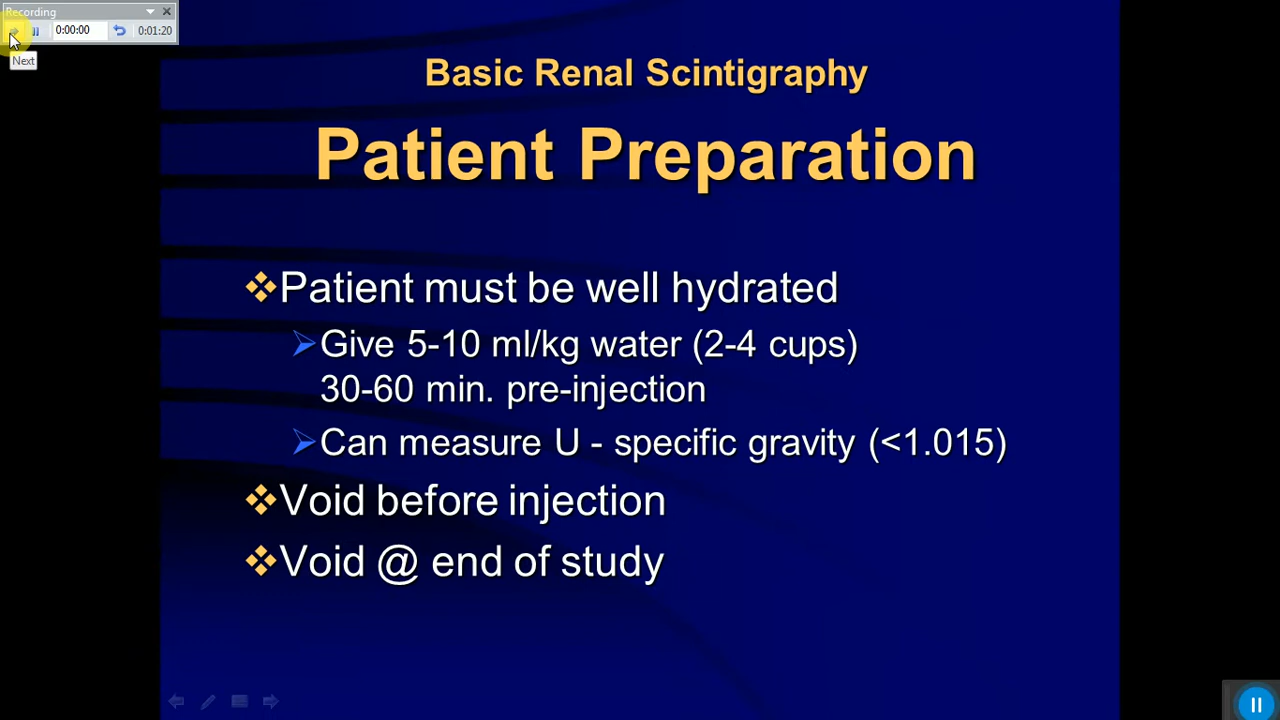 Recording
0:00:00 0:01:20
Next
Basic Renal Scintigraphy
Patient Preparation
Patient must be well hydrated
Give 5-10 ml/kg water (2-4 cups)
30-60 min. pre-injection
Can measure U - specific gravity (<1.015)
Void before injection
Void @ end of study